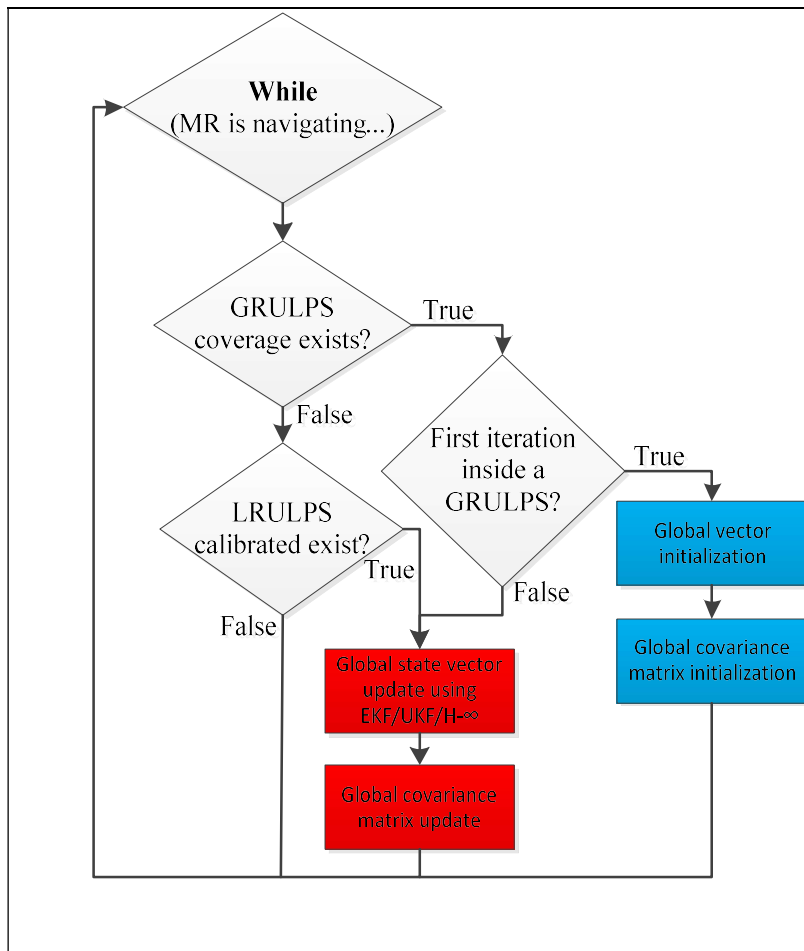 While
(MR is navigating...)
GRULPS
coverage exists?
True
False
First iteration
inside a
GRULPS?
True
LRULPS
calibrated exist?
True
False
False
Global vector
initialization
Global covariance
matrix initialization
Global state vector
update using
EKF/UKF/H-∞
Global covariance
matrix update